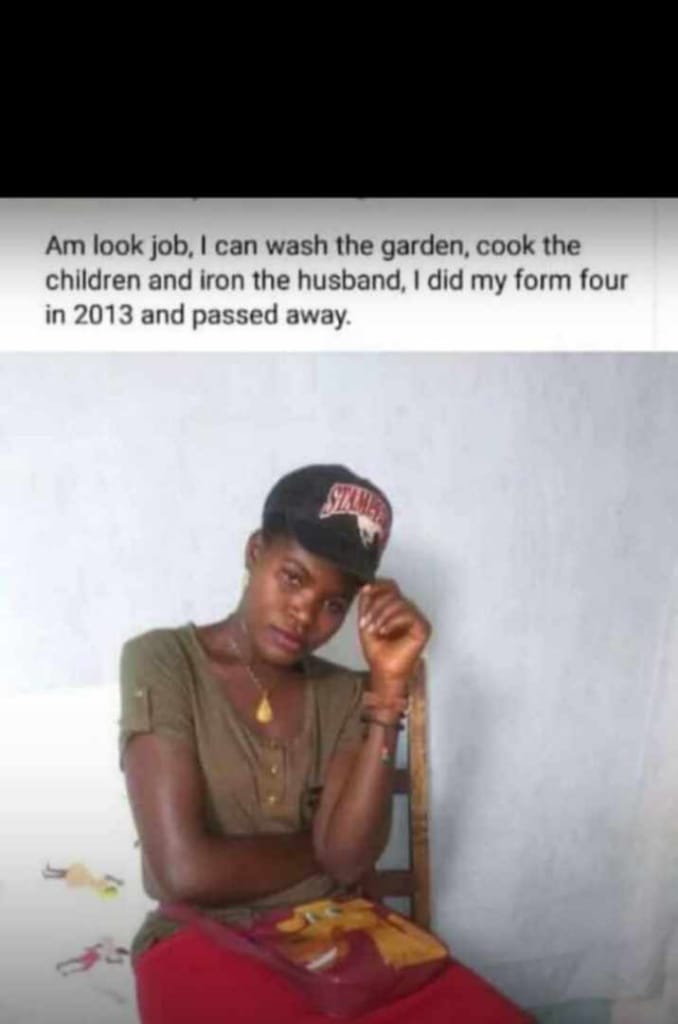 Am look job, I can wash the garden, cook the
children and iron the husband, I did my form four
in 2013 and passed away.